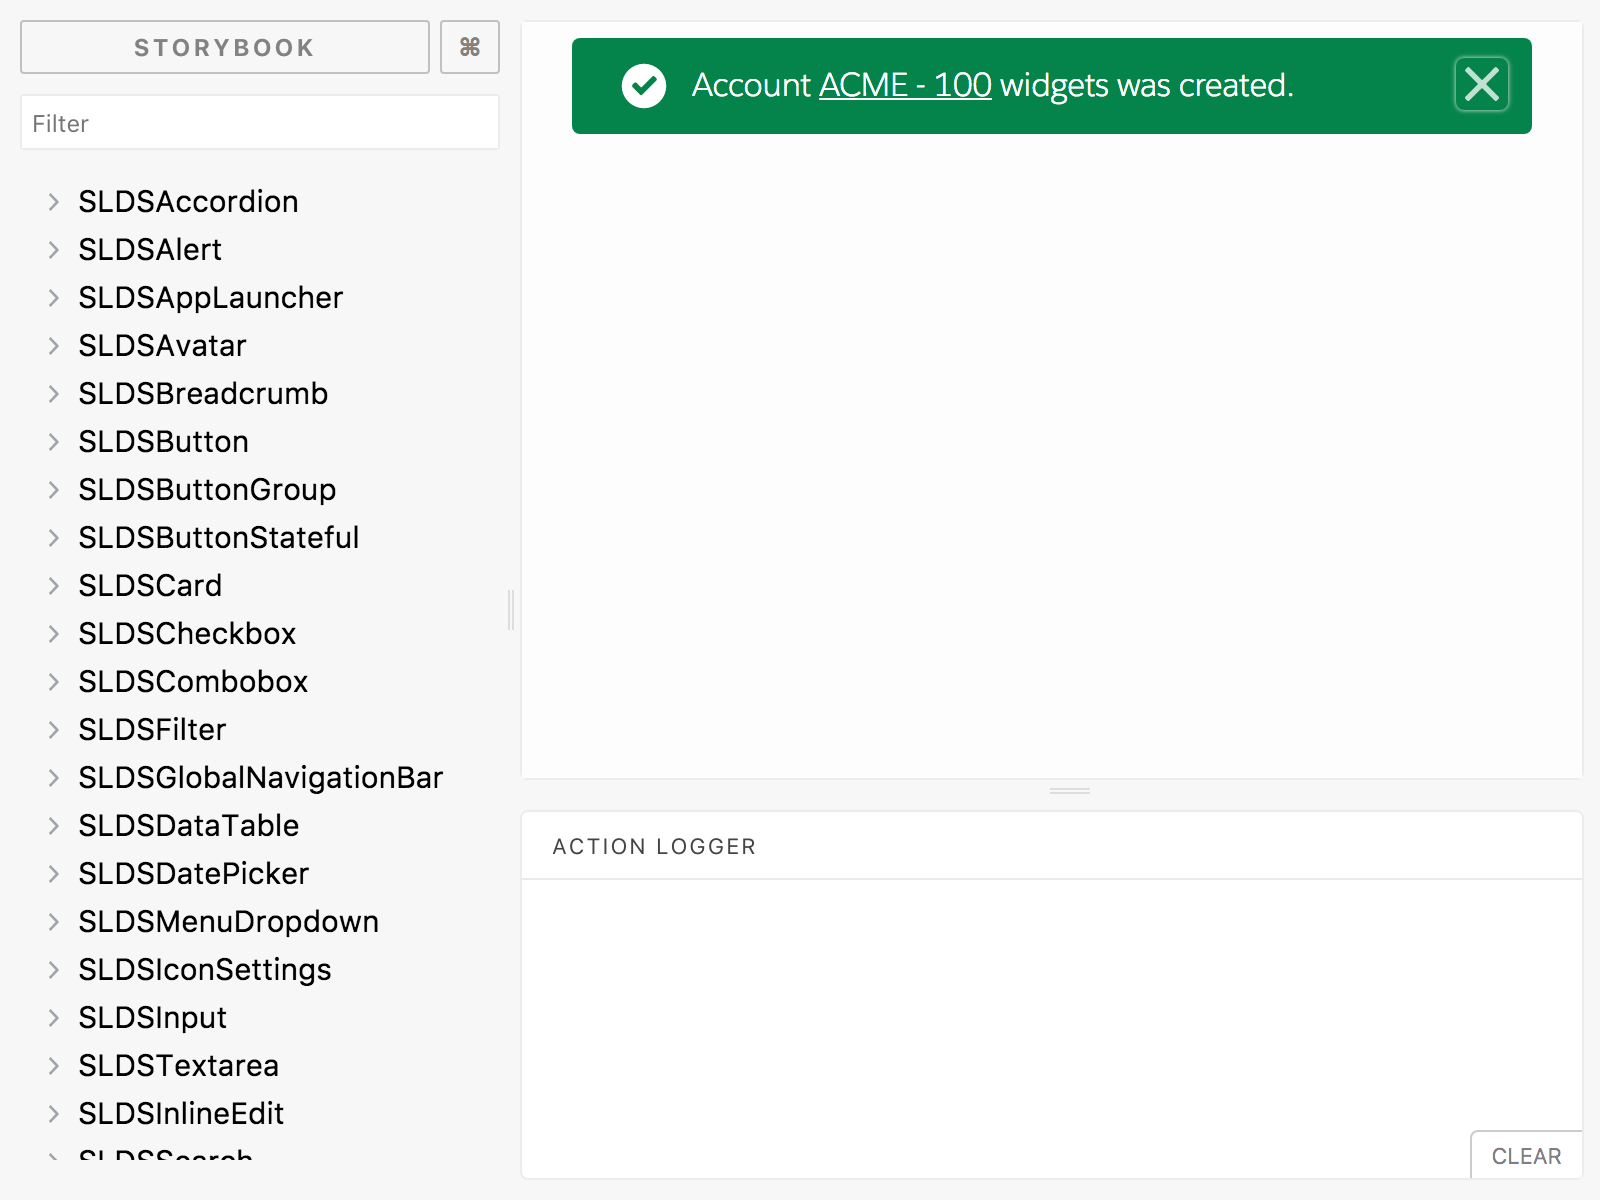 STORYBOOK
⌘
Filter
SLDSAccordion
SLDSAlert
SLDSAppLauncher
SLDSAvatar
SLDSBreadcrumb
SLDSButton
SLDSButtonGroup
SLDSButtonStateful
SLDSCard
SLDSCheckbox
SLDSCombobox
SLDSFilter
SLDSGlobalNavigationBar
SLDSDataTable
SLDSDatePicker
SLDSMenuDropdown
SLDSIconSettings
SLDSInput
SLDSTextarea
SLDSInlineEdit
SLDSSearch
Account ACME - 100 widgets was created.
ACTION LOGGER
CLEAR